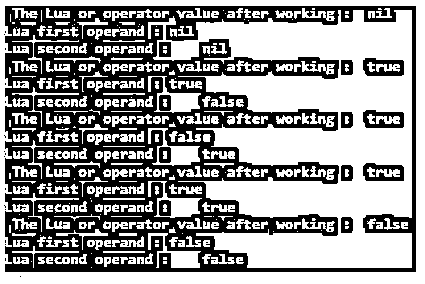 The Lua or operator value after working : nil
Lua first operand : nil
Lua second operand : nil
The Lua or operator value after working : true
Lua first operand : true
Lua second operand : false
The Lua or operator value after working : true
Lua first operand : false
Lua second operand : true
The Lua or operator value after working : true
Lua first operand : true
Lua second operand : true
The Lua or operator value after working : false
Lua first operand : false
Lua second operand : false